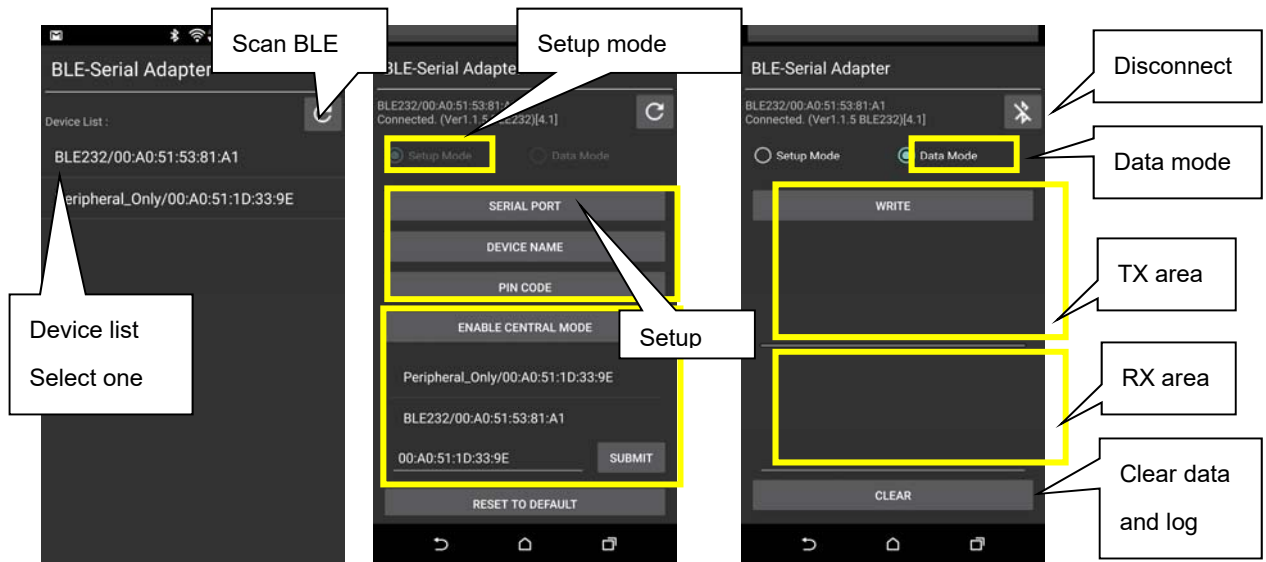 Scan BLE
BLE-Serial Adapter
Device List :
BLE232/00:A0:51:53:81:A1
Peripheral_Only/00:A0:51:1D:33:9E
Device list
Select one
Setup mode
BLE-Serial Adapte
BLE232/00:A0:51:53:81:A
Connected. (Ver1.1.5 BLE232)[4.1]
Setup Mode
Data Mode
SERIAL PORT
DEVICE NAME
PIN CODE
Setup
ENABLE CENTRAL MODE
Peripheral_Only/00:A0:51:1D:33:9E
BLE232/00:A0:51:53:81:A1
00:A0:51:1D:33:9E
SUBMIT
RESET TO DEFAULT
BLE-Serial Adapter
BLE232/00:A0:51:53:81:A1
Connected. (Ver1.1.5 BLE232)[4.1]
Setup Mode
Data Mode
WRITE
CLEAR
Disconnect
Data mode
TX area
RX area
Clear data
and log